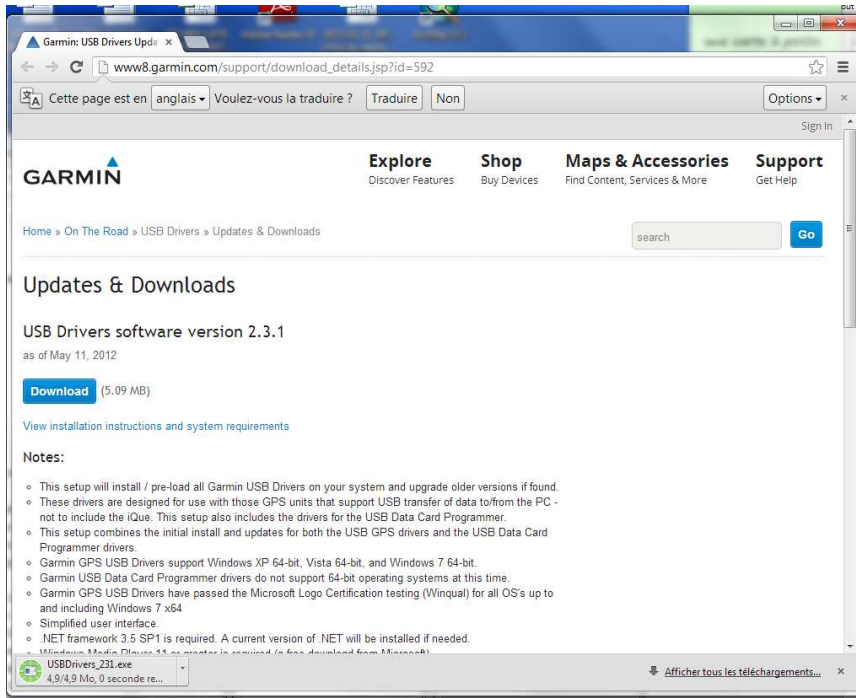 Garmin: USB Drivers Upda
www8.garmin.com/support/download_details.jsp?id=592
Cette page est en anglais Voulez-vous la traduire ? Traduire Non Options
Sign In
GARMIN
Explore Shop Maps & Accessories Support
Discover Features Buy Devices Find Content, Services & More Get Help
Home » On The Road » USB Drivers » Updates & Downloads
search Go
Updates & Downloads
USB Drivers software version 2.3.1
as of May 11, 2012
Download (5.09 MB)
View installation instructions and system requirements
Notes:
This setup will install / pre-load all Garmin USB Drivers on your system and upgrade older versions if found.
These drivers are designed for use with those GPS units that support USB transfer of data to/from the PC -
not to include the iQue. This setup also includes the drivers for the USB Data Card Programmer.
This setup combines the initial install and updates for both the USB GPS drivers and the USB Data Card
Programmer drivers.
Garmin GPS USB Drivers support Windows XP 64-bit, Vista 64-bit, and Windows 7 64-bit.
Garmin USB Data Card Programmer drivers do not support 64-bit operating systems at this time.
Garmin GPS USB Drivers have passed the Microsoft Logo Certification testing (Winqual) for all OS's up to
and including Windows 7 x64
Simplified user interface.
.NET framework 3.5 SP1 is required. A current version of .NET will be installed if needed.
Windows Media Player 11 or greater is required (a free download from Microsoft)
USBDrivers_231.exe
4,9/4,9 Mo, 0 seconde re...
Afficher tous les téléchargements...